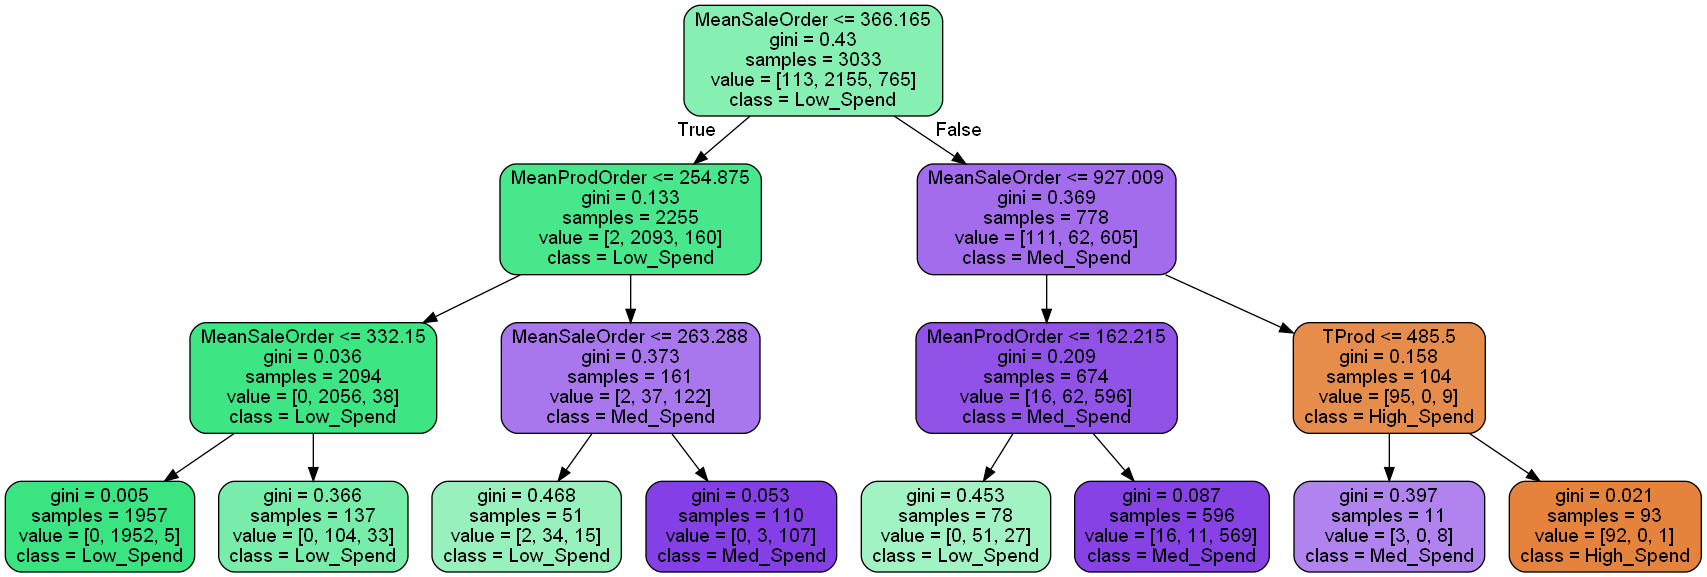 MeanSaleOrder <= 366.165
gini = 0.43
samples = 3033
value = [113, 2155, 765]
class = Low_Spend
True
False
MeanProdOrder <= 254.875
gini = 0.133
samples = 2255
value = [2, 2093, 160]
class = Low_Spend
MeanSaleOrder <= 927.009
gini = 0.369
samples = 778
value = [111, 62, 605]
class = Med_Spend
MeanSaleOrder <= 332.15
gini = 0.036
samples = 2094
value = [0, 2056, 38]
class = Low_Spend
MeanSaleOrder <= 263.288
gini = 0.373
samples = 161
value = [2, 37, 122]
class = Med_Spend
MeanProdOrder <= 162.215
gini = 0.209
samples = 674
value = [16, 62, 596]
class = Med_Spend
TProd <= 485.5
gini = 0.158
samples = 104
value = [95, 0, 9]
class = High_Spend
gini = 0.005
samples = 1957
value = [0, 1952, 5]
class = Low_Spend
gini = 0.366
samples = 137
value = [0, 104, 33]
class = Low_Spend
gini = 0.468
samples = 51
value = [2, 34, 15]
class = Low_Spend
gini = 0.053
samples = 110
value = [0, 3, 107]
class = Med_Spend
gini = 0.453
samples = 78
value = [0, 51, 27]
class = Low_Spend
gini = 0.087
samples = 596
value = [16, 11, 569]
class = Med_Spend
gini = 0.397
samples = 11
value = [3, 0, 8]
class = Med_Spend
gini = 0.021
samples = 93
value = [92, 0, 1]
class = High_Spend